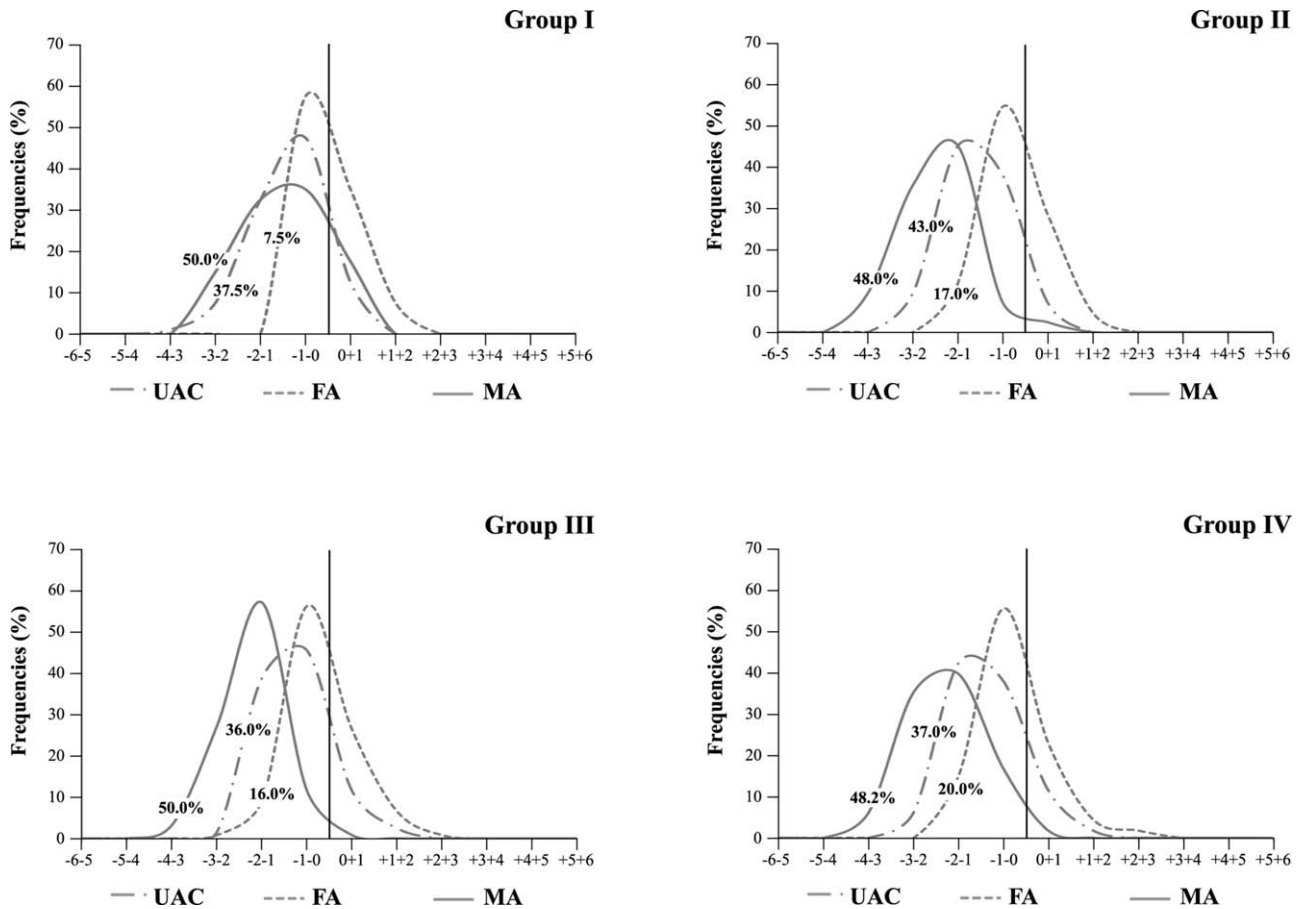 Group I
70
60
50
40
30
20
10
0
Frequencies (%)
50.0%
37.5%
7.5%
-6-5 -5-4 -4-3 -3-2 -2-1 -1-0 0+1 +1+2 +2+3 +3+4 +4+5 +5+6
UAC FA MA
Group II
70
60
50
40
30
20
10
0
Frequencies (%)
48.0%
43.0%
17.0%
-6-5 -5-4 -4-3 -3-2 -2-1 -1-0 0+1 +1+2 +2+3 +3+4 +4+5 +5+6
UAC FA MA
Group III
70
60
50
40
30
20
10
0
Frequencies (%)
50.0%
36.0%
16.0%
-6-5 -5-4 -4-3 -3-2 -2-1 -1-0 0+1 +1+2 +2+3 +3+4 +4+5 +5+6
UAC FA MA
Group IV
70
60
50
40
30
20
10
0
Frequencies (%)
48.2%
37.0%
20.0%
-6-5 -5-4 -4-3 -3-2 -2-1 -1-0 0+1 +1+2 +2+3 +3+4 +4+5 +5+6
UAC FA MA